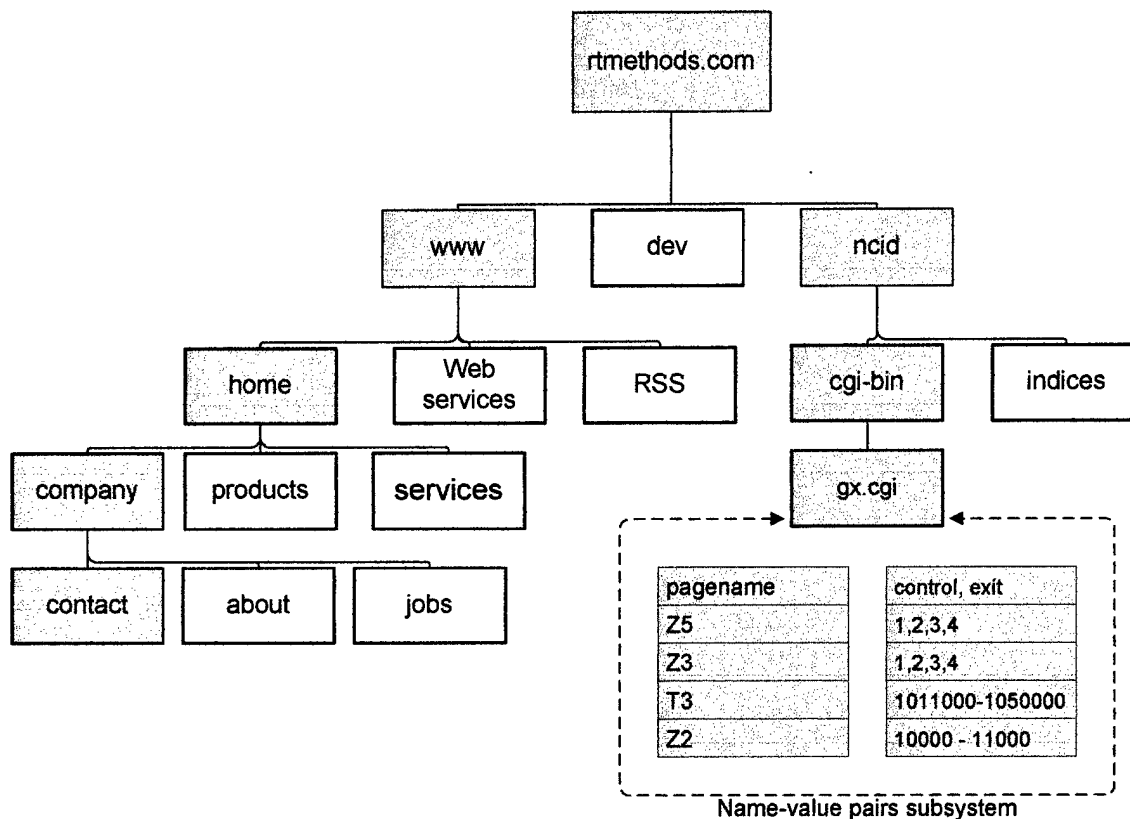 rtmethods.com
www
dev
ncid
home
Web
services
RSS
cgi-bin
indices
company
products
services
gx.cgi
contact
about
jobs
pagename
control, exit
Z5
1,2,3,4
Z3
1,2,3,4
T3
1011000-1050000
Z2
10000 - 11000
Name-value pairs subsystem